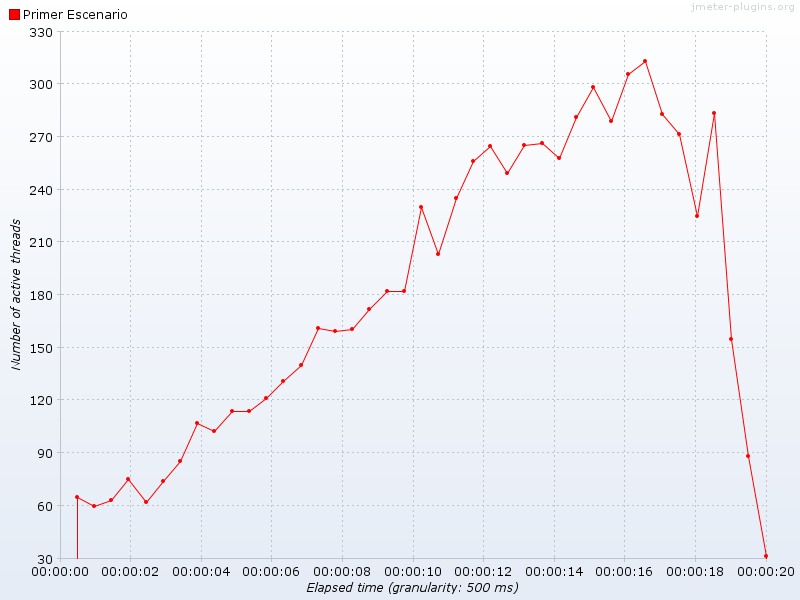 jmeter-plugins.org
Primer Escenario
330
300
270
240
210
180
150
120
90
60
30
Number of active threads
00:00:00 00:00:02 00:00:04 00:00:06 00:00:08 00:00:10 00:00:12 00:00:14 00:00:16 00:00:18 00:00:20
Elapsed time (granularity: 500 ms)